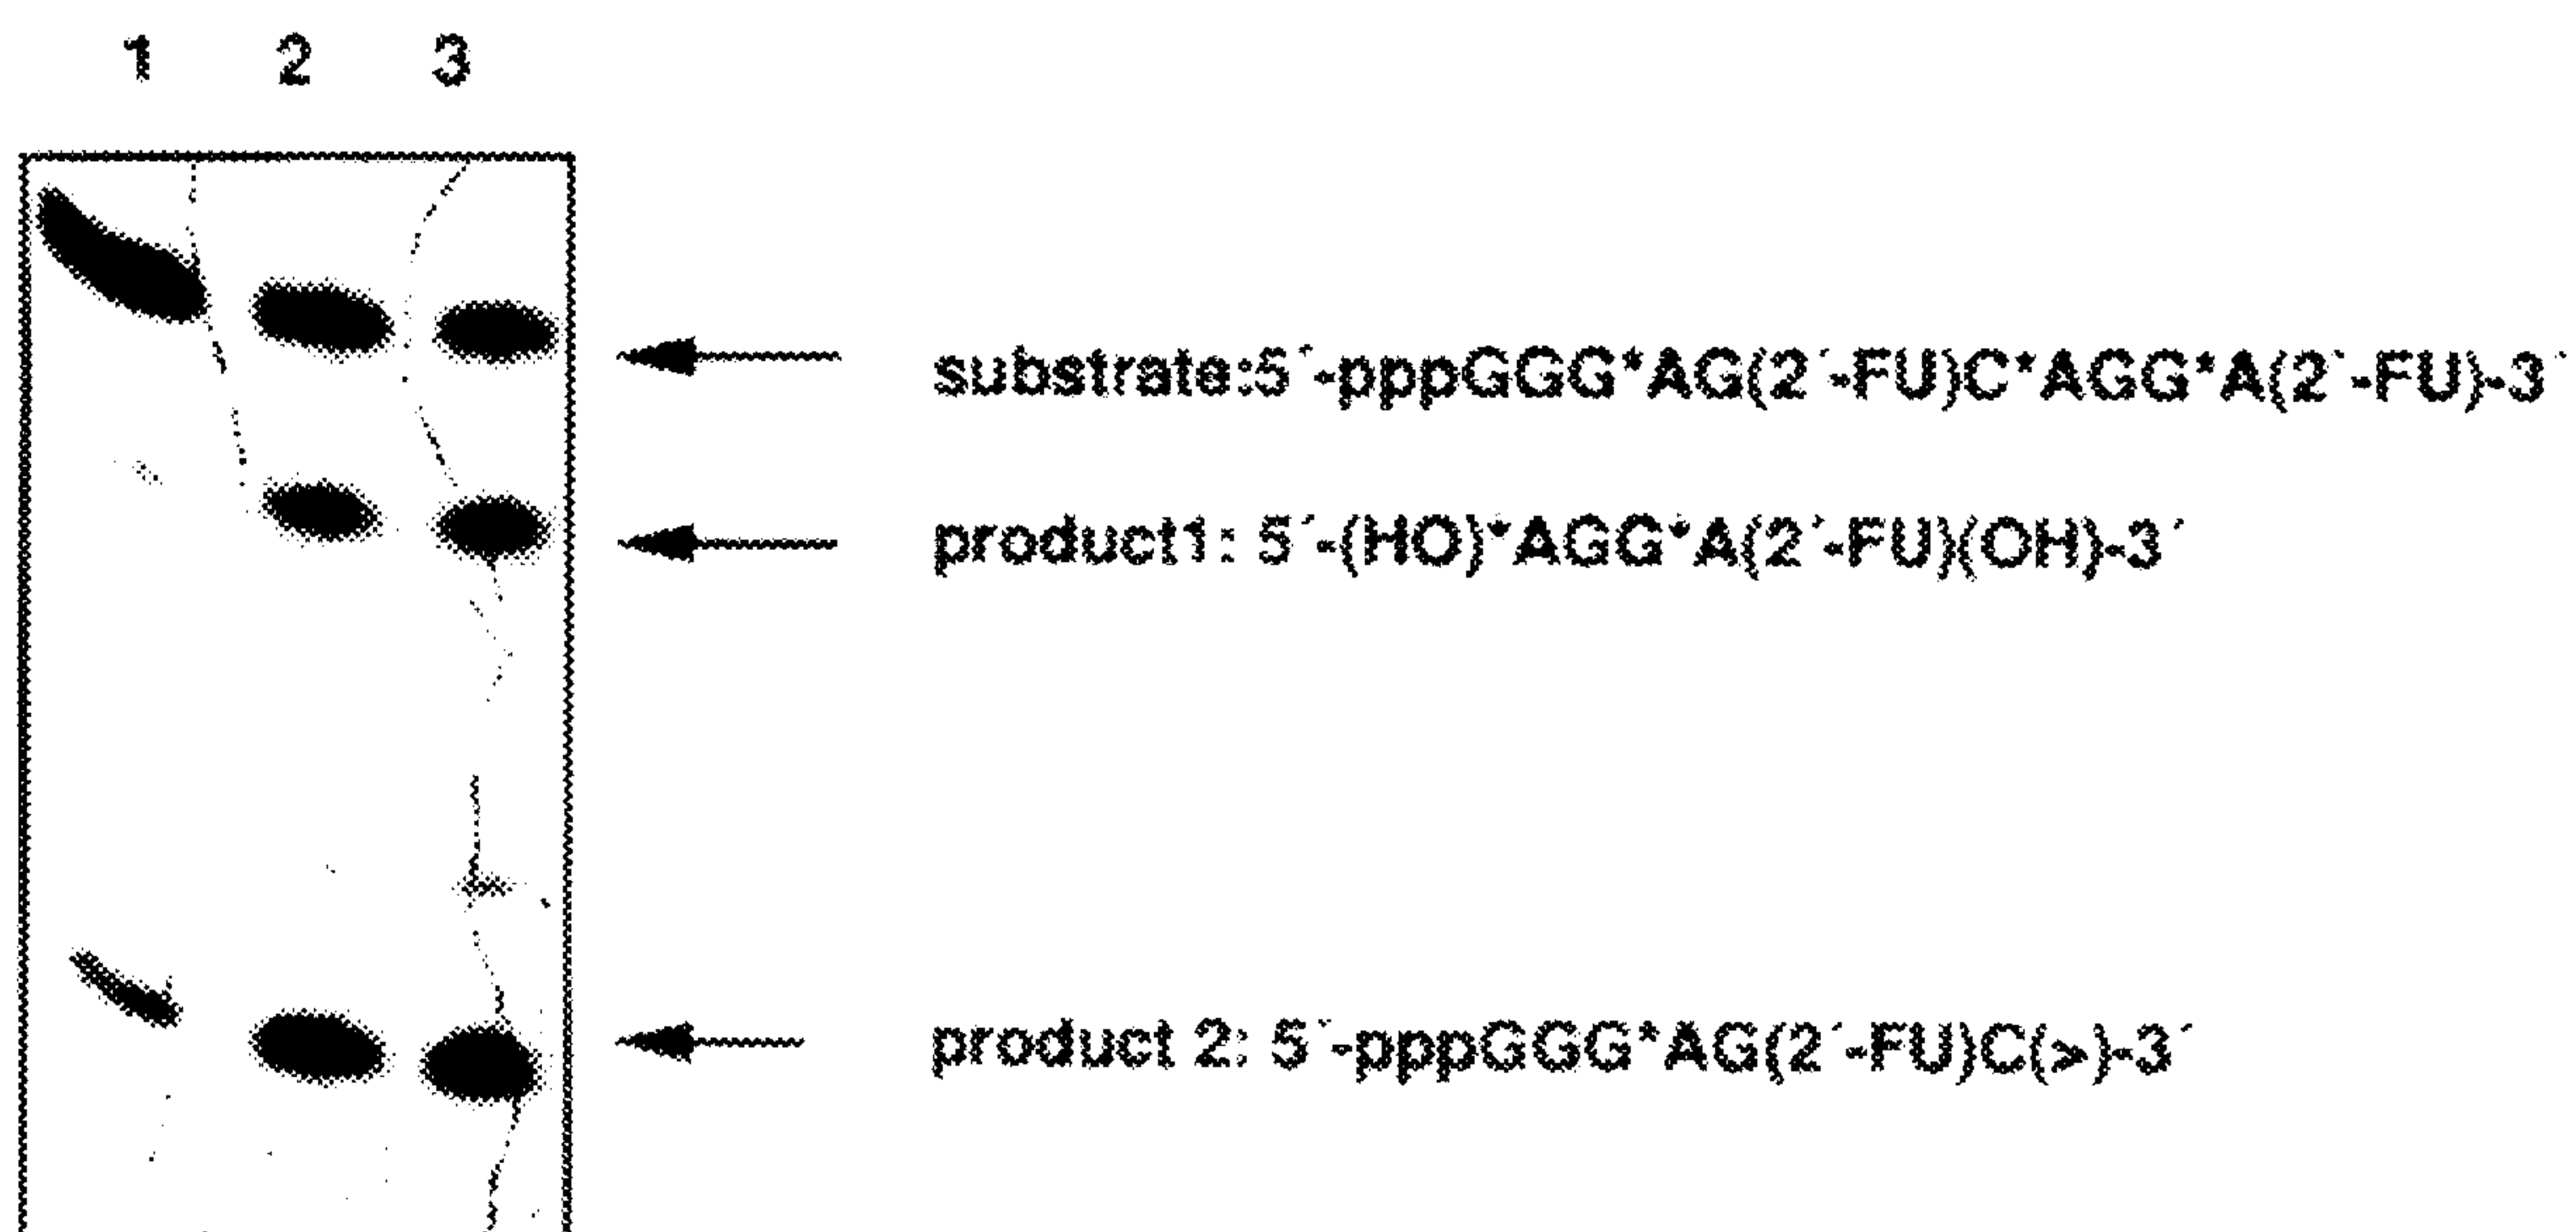 1 2 3
substrate:5´-pppGGG*AG(2´-FU)C*AGG*A(2´-FU)-3´
product1: 5´-(HO)*AGG*A(2´-FU)(OH)-3´
product 2: 5´-pppGGG*AG(2´-FU)C(>)-3´